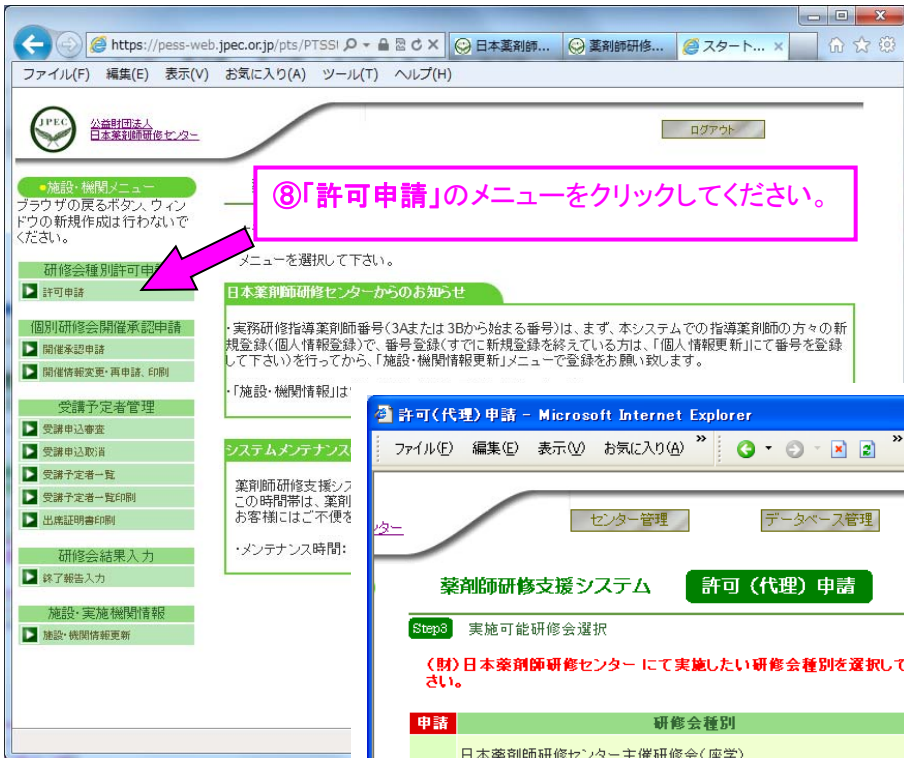 https://pess-web.jpec.or.jp/pts/PTSSI
日本薬剤師...
薬剤師研修...
スタート...
ファイル(F) 編集(E) 表示(V) お気に入り(A) ツール(T) ヘルプ(H)
JPEC
公益財団法人
日本薬剤師研修センター
ログアウト
●施設・機関メニュー
ブラウザの戻るボタン、ウィン
ドウの新規作成は行わないで
ください。
⑧「許可申請」のメニューをクリックしてください。
メニューを選択して下さい。
研修会種別許可申
許可申請
個別研修会開催承認申請
開催承認申請
開催情報変更・再申請、印刷
受講予定者管理
受講申込審査
受講申込取消
受講予定者一覧
受講予定者一覧印刷
出席証明書印刷
研修会結果入力
終了報告入力
施設・実施機関情報
施設・機関情報更新
日本薬剤師研修センターからのお知らせ
・実務研修指導薬剤師番号(3Aまたは 3Bから始まる番号)は、まず、本システムでの指導薬剤師の方々の新
規登録(個人情報登録)で、番号登録(すでに新規登録を終えている方は、「個人情報更新」にて番号を登録
して下さい)を行ってから、「施設・機関情報更新」メニューで登録をお願い致します。
・「施設・機関情報」は
システムメンテナンス
薬剤師研修支援シス
この時間帯は、薬剤
お客様にはご不便を
・メンテナンス時間:
許可(代理)申請 - Microsoft Internet Explorer
ファイル(F) 編集(E) 表示(V) お気に入り(A) »
»
ンター
センター管理
データベース管理
薬剤師研修支援システム 許可(代理)申請
Step3 実施可能研修会選択
(財)日本薬剤師研修センター にて実施したい研修会種別を選択して
さい。
申請 研修会種別
日本薬剤師研修センター主催研修会(座学)